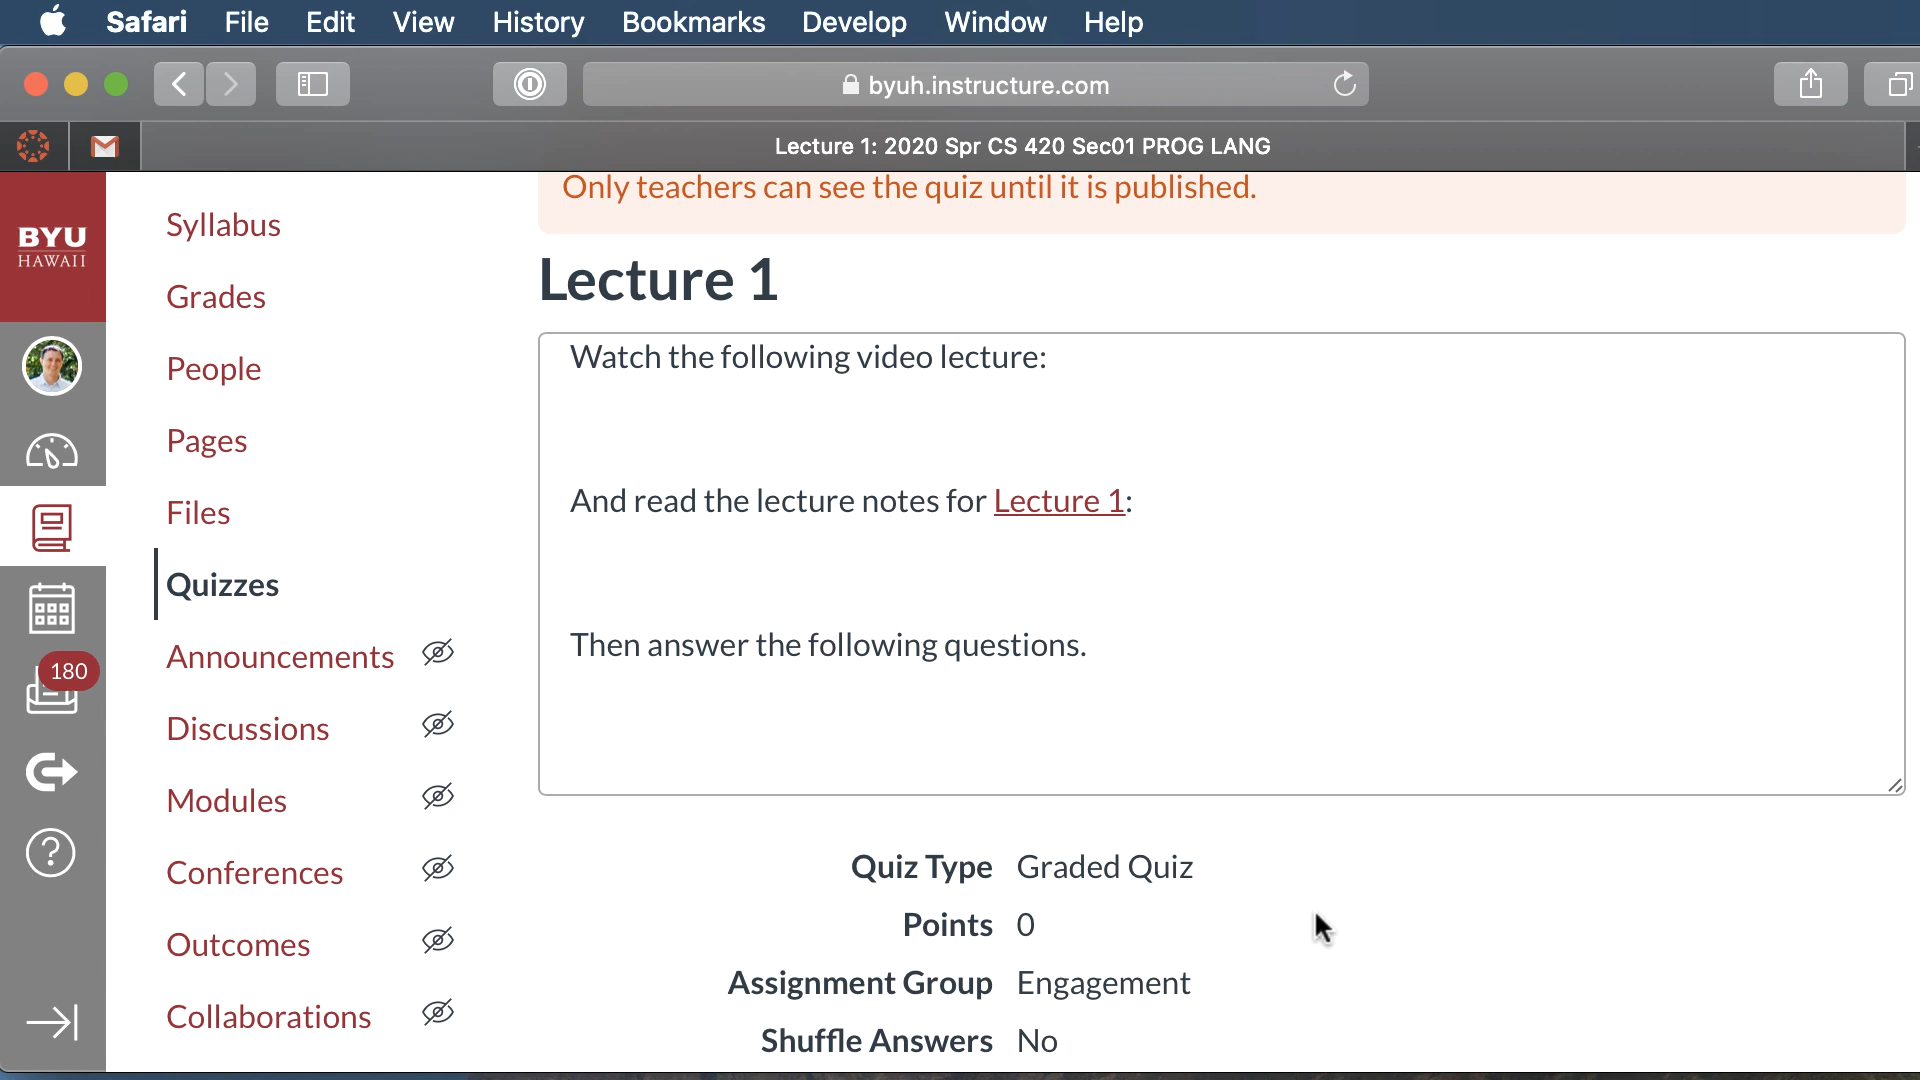 Safari File Edit View History Bookmarks Develop Window Help
byuh.instructure.com
Lecture 1: 2020 Spr CS 420 Sec01 PROG LANG
BYU
HAWAII
180
Syllabus
Grades
People
Pages
Files
Quizzes
Announcements
Discussions
Modules
Conferences
Outcomes
Collaborations
Only teachers can see the quiz until it is published.
Lecture 1
Watch the following video lecture:
And read the lecture notes for Lecture 1:
Then answer the following questions.
Quiz Type Graded Quiz
Points 0
Assignment Group Engagement
Shuffle Answers No